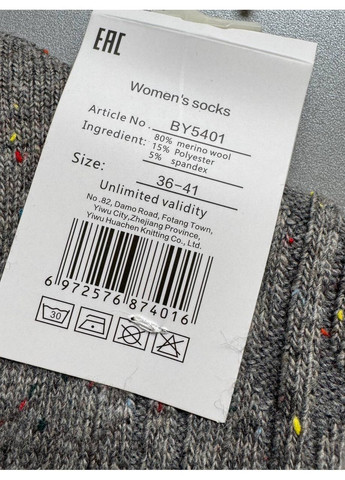 EAC
Women's socks
Article No. BY5401
Ingredient: 80% merino wool
15% Polyester
5% spandex
Size: 36-41
Unlimited validity
No.82, Damo Road, Fotang Town,
Yiwu City,Zhejiang Province,
Yiwu Huachen Knitting Co., Ltd.
6 972576 874016
30